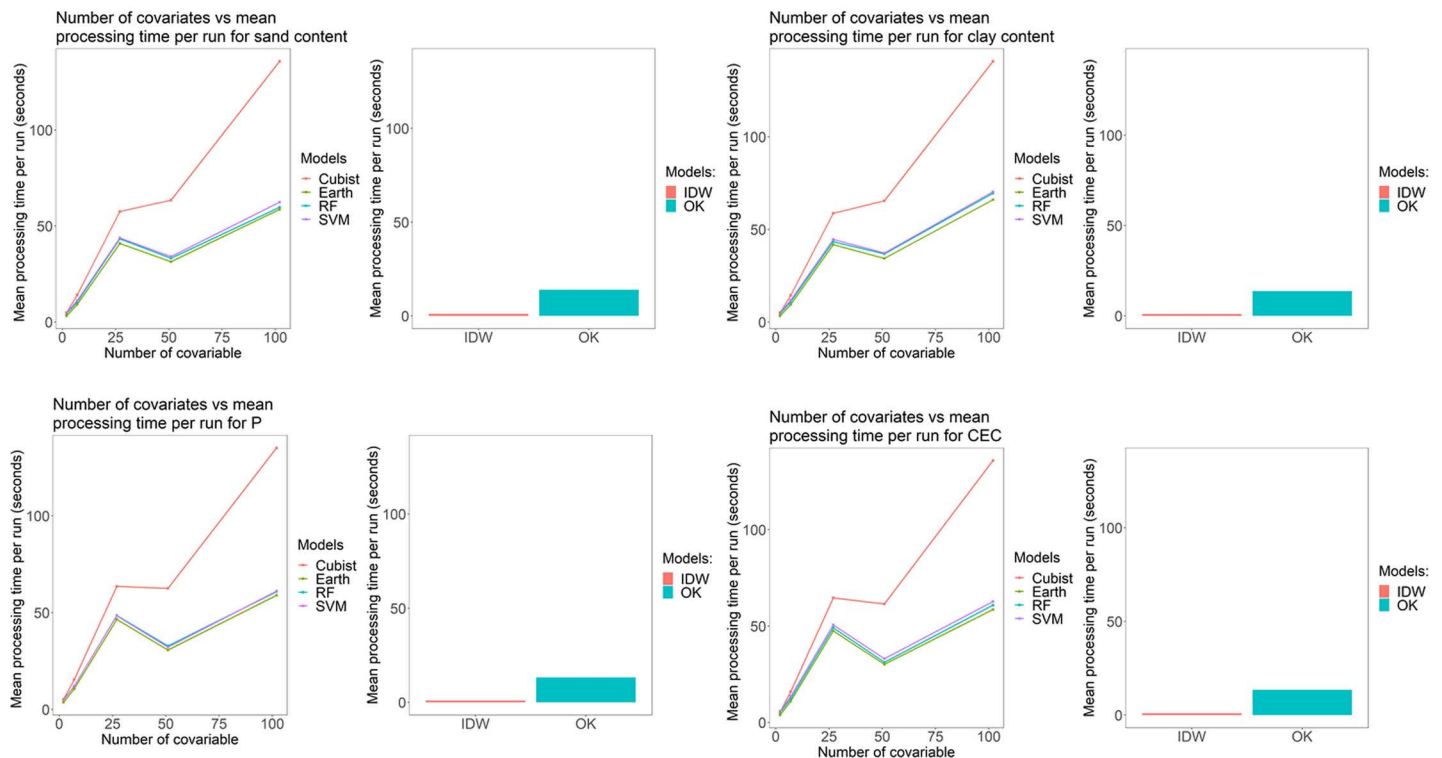 Number of covariates vs mean
processing time per run for sand content
Mean processing time per run (seconds)
100
50
0
0 25 50 75 100
Number of covariable
Models
Cubist
Earth
RF
SVM
Mean processing time per run (seconds)
100
50
0
IDW OK
Models:
IDW
OK
Number of covariates vs mean
processing time per run for clay content
Mean processing time per run (seconds)
100
50
0
0 25 50 75 100
Number of covariable
Models
Cubist
Earth
RF
SVM
Mean processing time per run (seconds)
100
50
0
IDW OK
Models:
IDW
OK
Number of covariates vs mean
processing time per run for P
Mean processing time per run (seconds)
100
50
0
0 25 50 75 100
Number of covariable
Models
Cubist
Earth
RF
SVM
Mean processing time per run (seconds)
100
50
0
IDW OK
Models:
IDW
OK
Number of covariates vs mean
processing time per run for CEC
Mean processing time per run (seconds)
100
50
0
0 25 50 75 100
Number of covariable
Models
Cubist
Earth
RF
SVM
Mean processing time per run (seconds)
100
50
0
IDW OK
Models:
IDW
OK